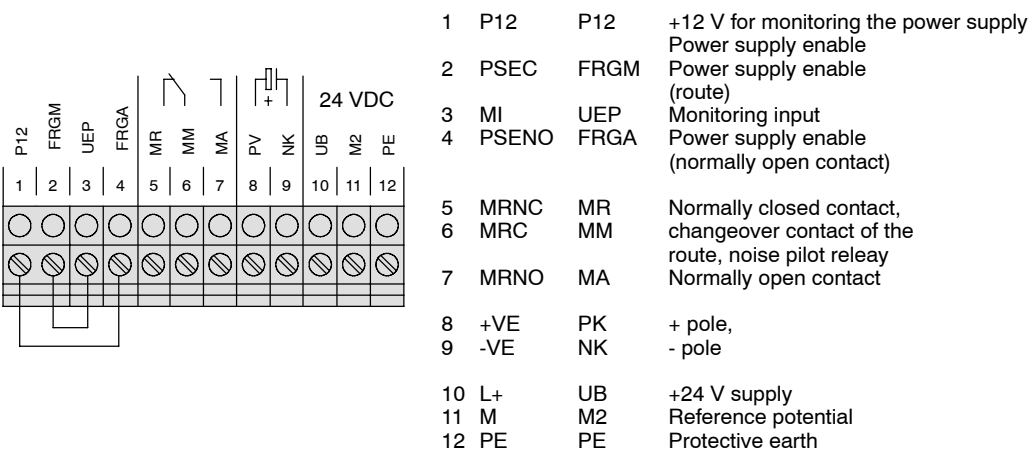 24 VDC
P12 FRGM UEP FRGA MR MM MA PV NK UB M2 PE
+
1 2 3 4 5 6 7 8 9 10 11 12
1 P12 P12 +12 V for monitoring the power supply
Power supply enable
2 PSEC FRGM Power supply enable
(route)
3 MI UEP Monitoring input
4 PSENO FRGA Power supply enable
(normally open contact)
5 MRNC MR Normally closed contact,
6 MRC MM changeover contact of the
route, noise pilot releay
7 MRNO MA Normally open contact
8 +VE PK + pole,
9 -VE NK - pole
10 L+ UB +24 V supply
11 M M2 Reference potential
12 PE PE Protective earth